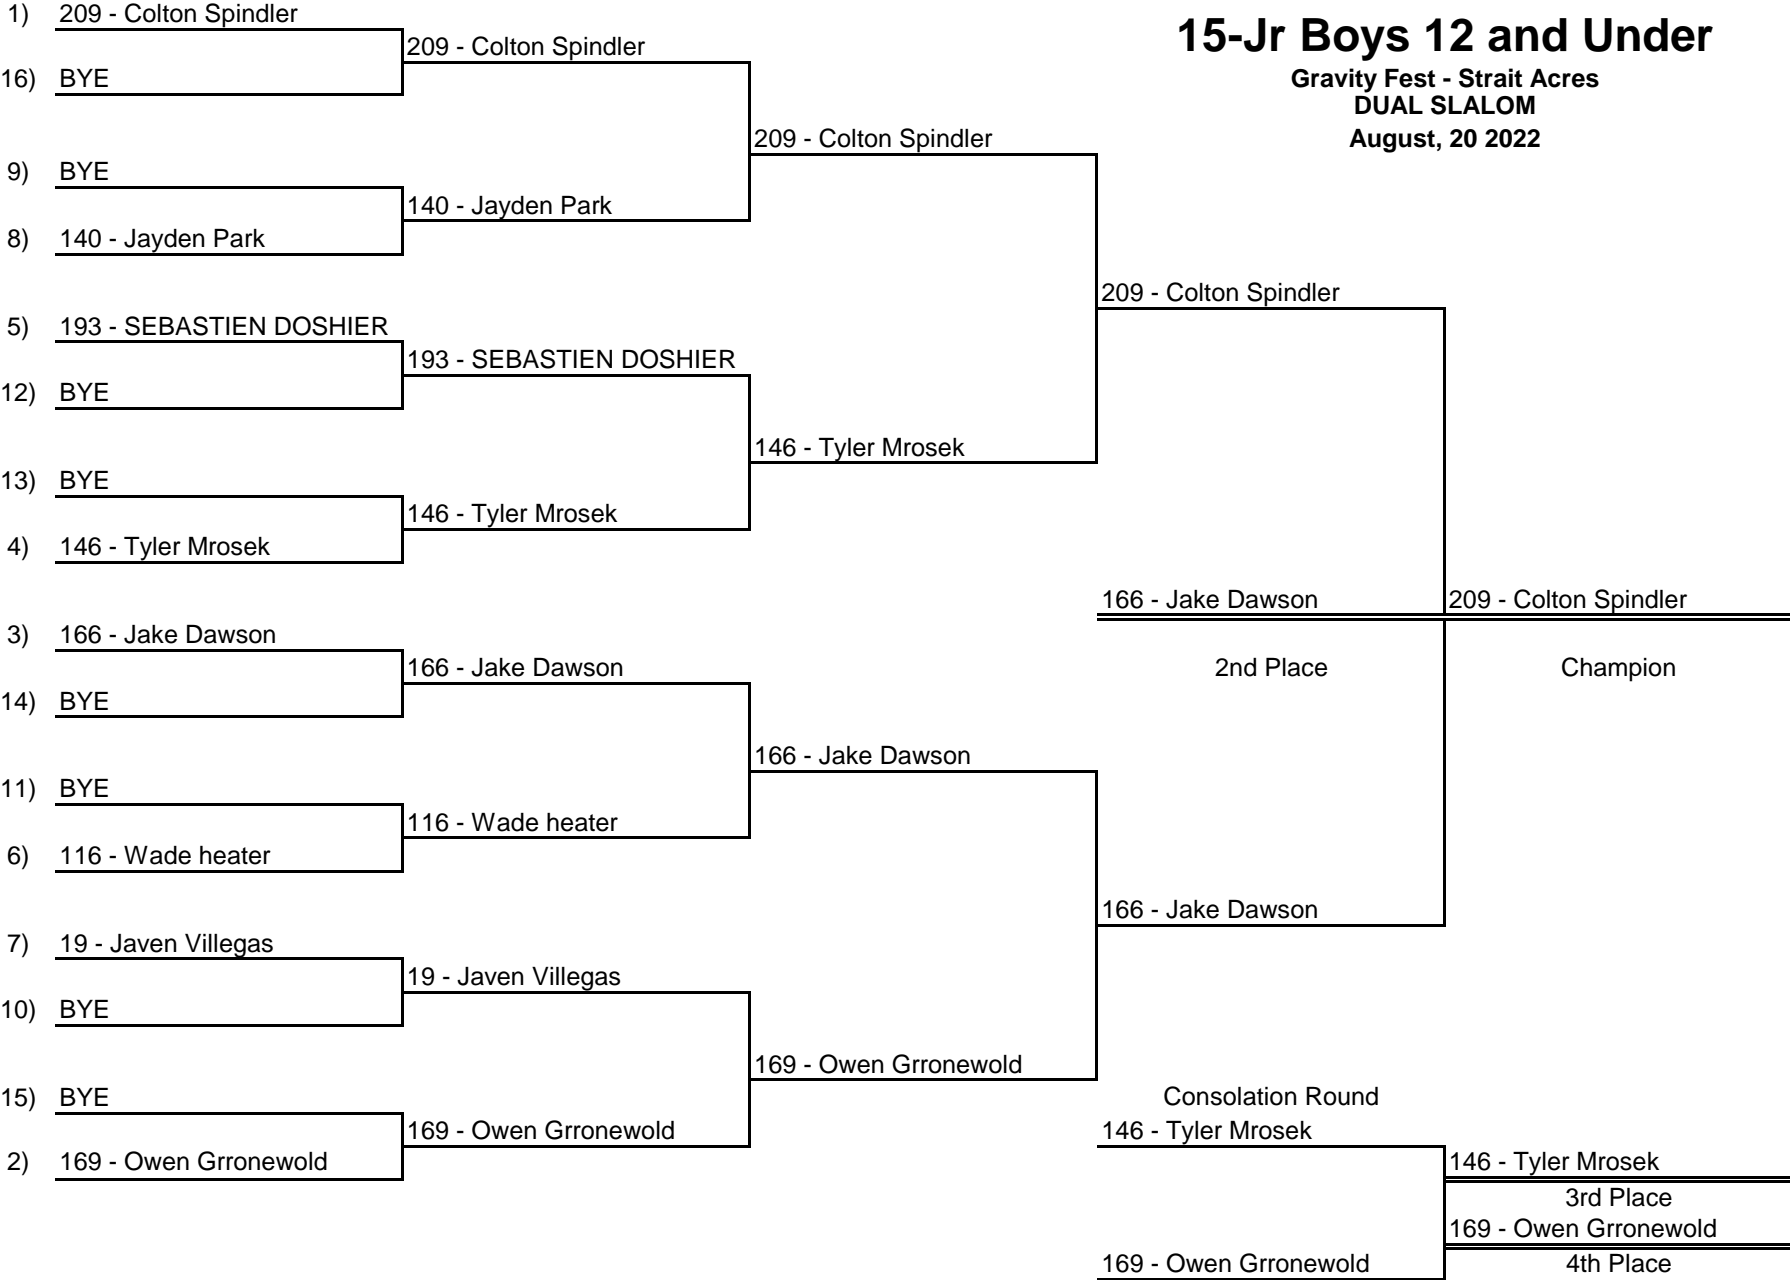 15-Jr Boys 12 and Under
Gravity Fest - Strait Acres
DUAL SLALOM
August, 20 2022
1) 209 - Colton Spindler
16) BYE
9) BYE
8) 140 - Jayden Park
5) 193 - SEBASTIEN DOSHIER
12) BYE
13) BYE
4) 146 - Tyler Mrosek
3) 166 - Jake Dawson
14) BYE
11) BYE
6) 116 - Wade heater
7) 19 - Javen Villegas
10) BYE
15) BYE
2) 169 - Owen Grronewold
209 - Colton Spindler
140 - Jayden Park
193 - SEBASTIEN DOSHIER
146 - Tyler Mrosek
166 - Jake Dawson
116 - Wade heater
19 - Javen Villegas
169 - Owen Grronewold
209 - Colton Spindler
146 - Tyler Mrosek
166 - Jake Dawson
169 - Owen Grronewold
209 - Colton Spindler
166 - Jake Dawson
166 - Jake Dawson
2nd Place
209 - Colton Spindler
Champion
Consolation Round
146 - Tyler Mrosek
169 - Owen Grronewold
146 - Tyler Mrosek
3rd Place
169 - Owen Grronewold
4th Place